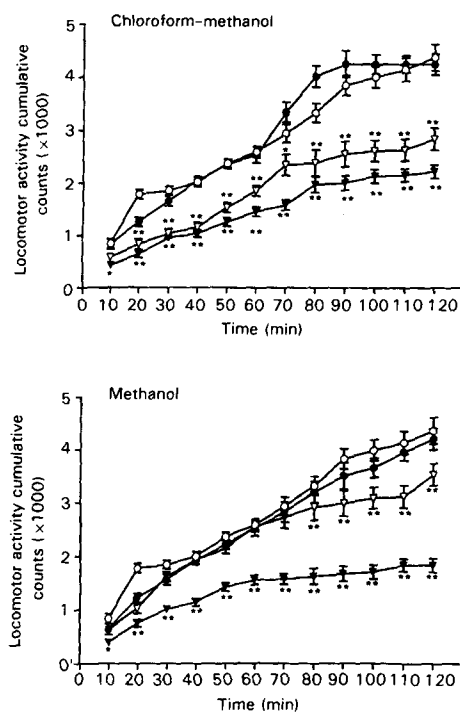 Chloroform-methanol
Locomotor activity cumulative
counts (×1000)
5
4
3
2
1
0
10 20 30 40 50 60 70 80 90 100 110 120
Time (min)
Methanol
Locomotor activity cumulative
counts (×1000)
5
4
3
2
1
0'
10 20 30 40 50 60 70 80 90 100 110 120
Time (min)